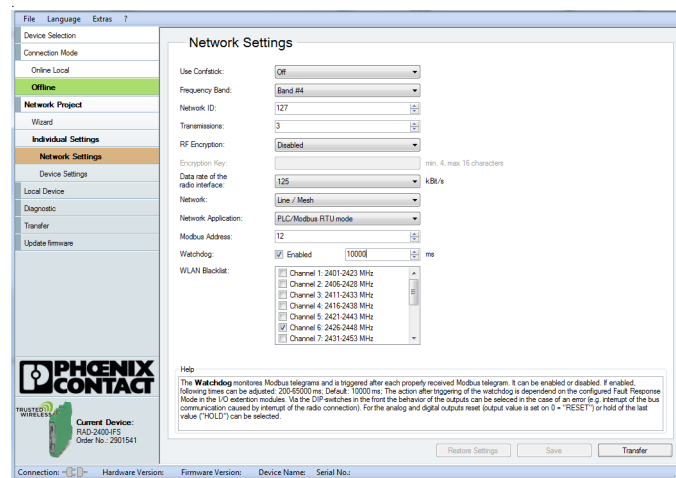 File Language Extras ?
Device Selection
Connection Mode
Online Local
Offline
Network Project
Wizard
Individual Settings
Network Settings
Device Settings
Local Device
Diagnostic
Transfer
Update firmware
PHŒNIX
CONTACT
TRUSTED
WIRELESS
Current Device:
RAD-2400-IFS
Order No.: 2901541
Network Settings
Use Confstick: Off
Frequency Band: Band #4
Network ID: 127
Transmissions: 3
RF Encryption: Disabled
Encryption Key: min. 4, max 16 characters
Data rate of the
radio interface: 125 kBit/s
Network: Line / Mesh
Network Application: PLC/Modbus RTU mode
Modbus Address: 12
Watchdog: Enabled 10000 ms
WLAN Blacklist:
Channel 1: 2401-2423 MHz
Channel 2: 2406-2428 MHz
Channel 3: 2411-2433 MHz
Channel 4: 2416-2438 MHz
Channel 5: 2421-2443 MHz
Channel 6: 2426-2448 MHz
Channel 7: 2431-2453 MHz
Help
The Watchdog monitores Modbus telegrams and is triggered after each properly received Modbus telegram. It can be enabled or disabled. If enabled,
following times can be adjusted: 200-65000 ms; Default: 10000 ms; The action after triggering of the watchdog is dependend on the configured Fault Response
Mode in the I/O extention modules. Via the DIP-switches in the front the behavior of the outputs can be seleced in the case of an error (e.g. interrupt of the bus
communication caused by interrupt of the radio connection). For the analog and digital outputs reset (output value is set on 0 = "RESET") or hold of the last
value ("HOLD") can be selected.
Restore Settings Save Transfer
Connection: Hardware Version: Firmware Version: Device Name: Serial No.: